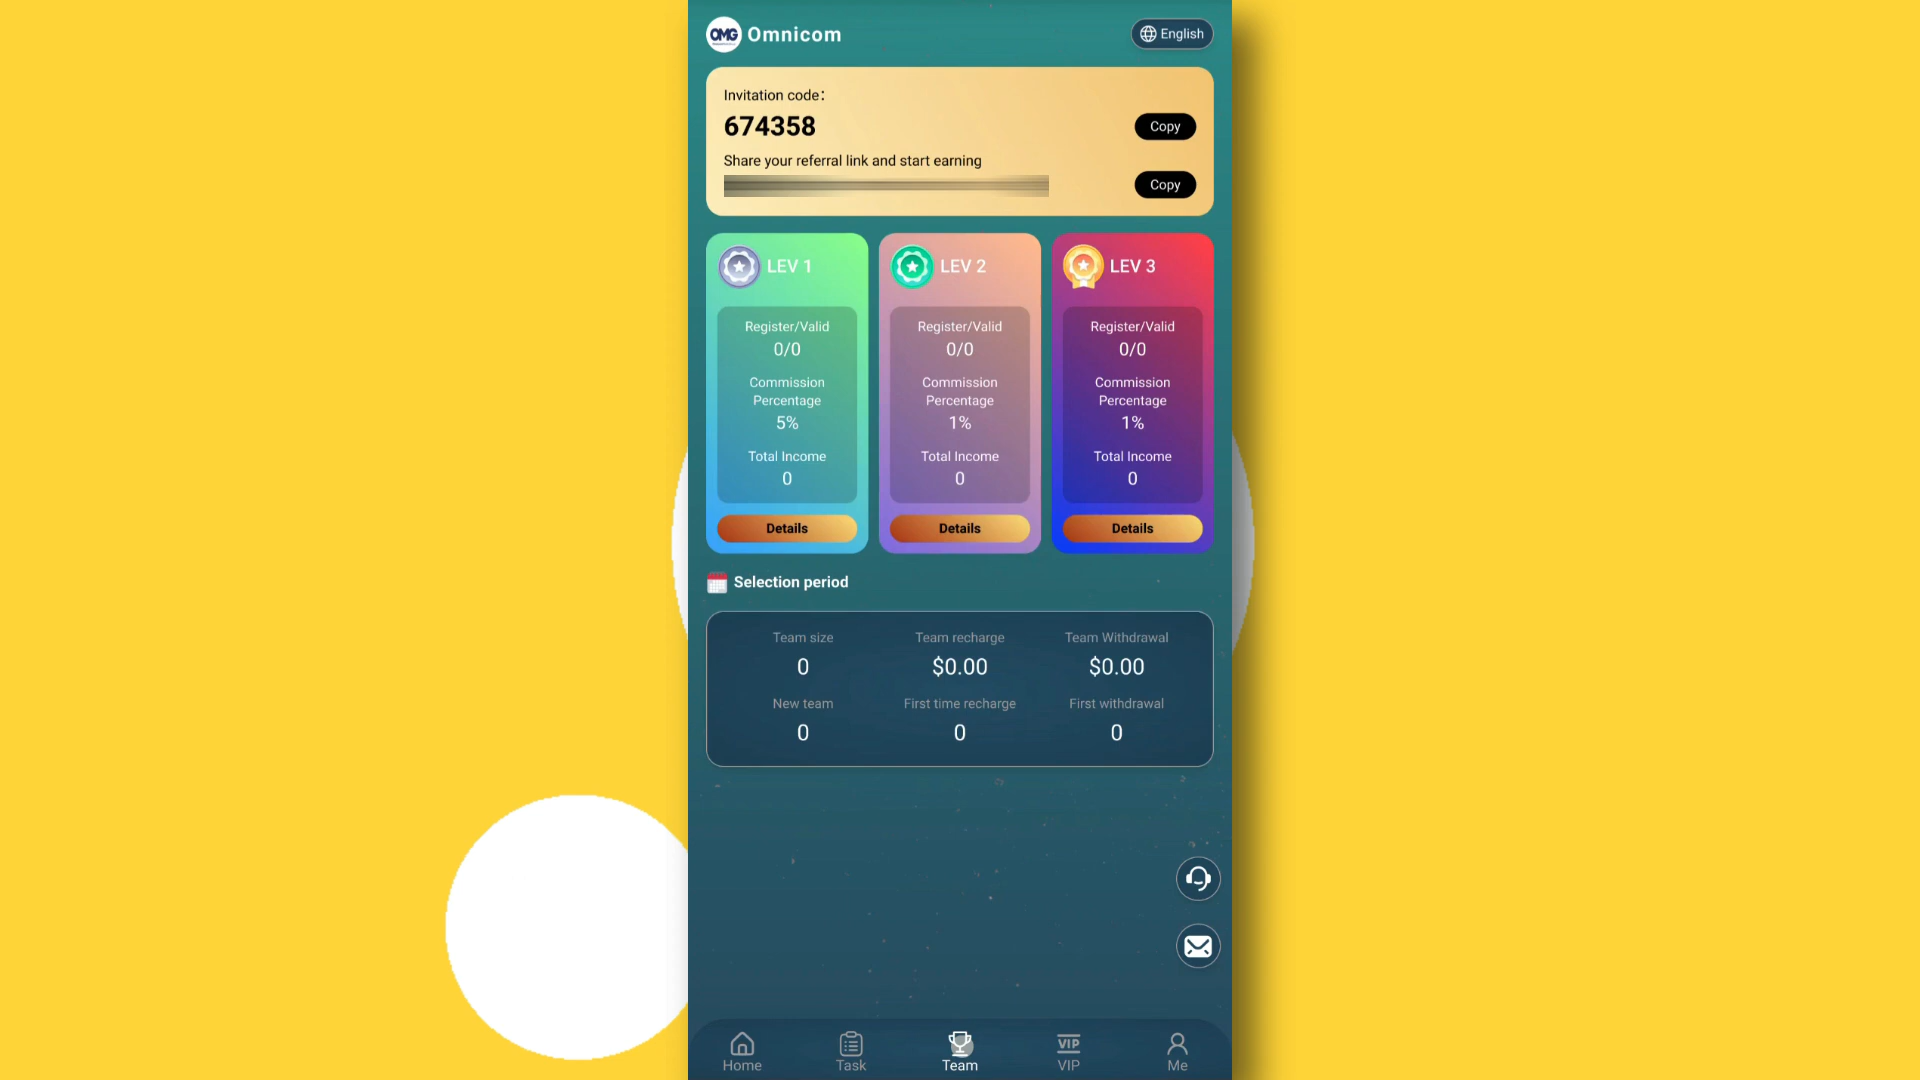 OMG Omnicom
English
Invitation code:
674358
Copy
Share your referral link and start earning
Copy
LEV 1
Register/Valid
0/0
Commission
Percentage
5%
Total Income
0
Details
LEV 2
Register/Valid
0/0
Commission
Percentage
1%
Total Income
0
Details
LEV 3
Register/Valid
0/0
Commission
Percentage
1%
Total Income
0
Details
Selection period
Team size
0
Team recharge
$0.00
Team Withdrawal
$0.00
New team
0
First time recharge
0
First withdrawal
0
Home
Task
Team
VIP
VIP
Me